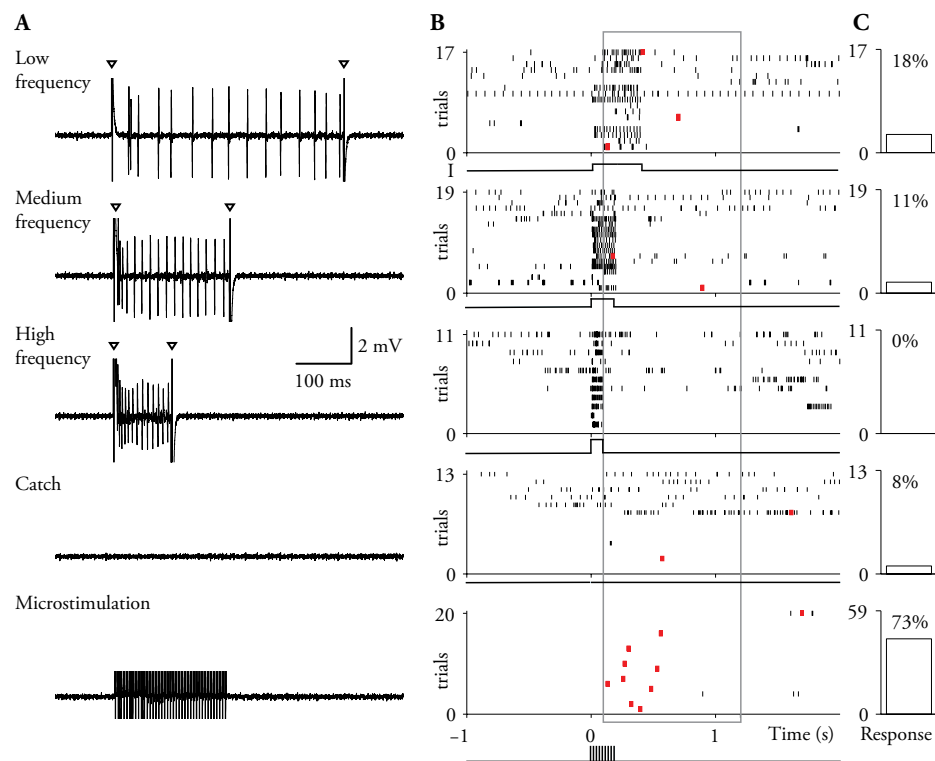 A
B
C
Low
frequency
17
trials
0
I
17
18%
0
Medium
frequency
19
trials
0
19
11%
0
High
frequency
2 mV
100 ms
11
trials
0
11
0%
0
Catch
13
trials
0
13
8%
0
Microstimulation
20
trials
0
59
73%
0
−1
0
1
Time (s)
Response